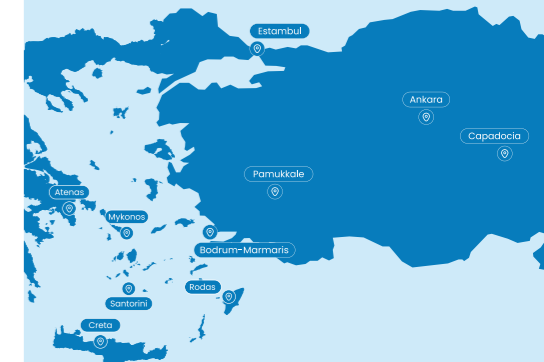 Estambul
Ankara
Capadocia
Pamukkale
Atenas
Mykonos
Bodrum-Marmaris
Rodas
Santorini
Creta